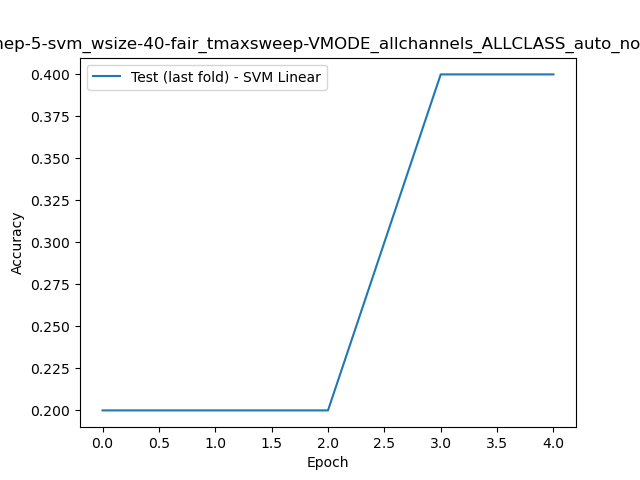 nep-5-svm_wsize-40-fair_tmaxsweep-VMODE_allchannels_ALLCLASS_auto_no
Test (last fold) - SVM Linear
0.400
0.375
0.350
0.325
0.300
0.275
0.250
0.225
0.200
Accuracy
0.0 0.5 1.0 1.5 2.0 2.5 3.0 3.5 4.0
Epoch